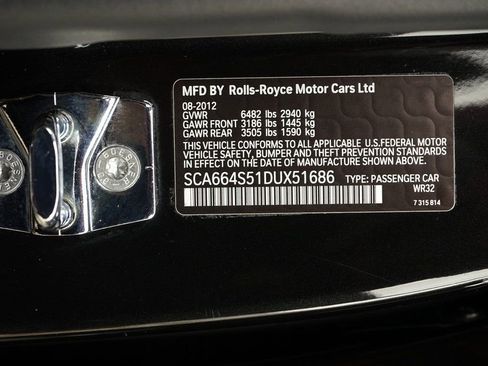 MFD BY Rolls-Royce Motor Cars Ltd
08-2012
GVWR 6482 lbs 2940 kg
GAWR FRONT 3186 lbs 1445 kg
GAWR REAR 3505 lbs 1590 kg
THIS VEHICLE CONFORMS TO ALL APPLICABLE U.S.FEDERAL MOTOR
VEHICLE SAFETY, BUMPER AND THEFT PREVENTION STANDARDS
IN EFFECT ON THE DATE OF MANUFACTURE SHOWN ABOVE.
SCA664S51DUX51686 TYPE: PASSENGER CAR
WR32
7 315 814